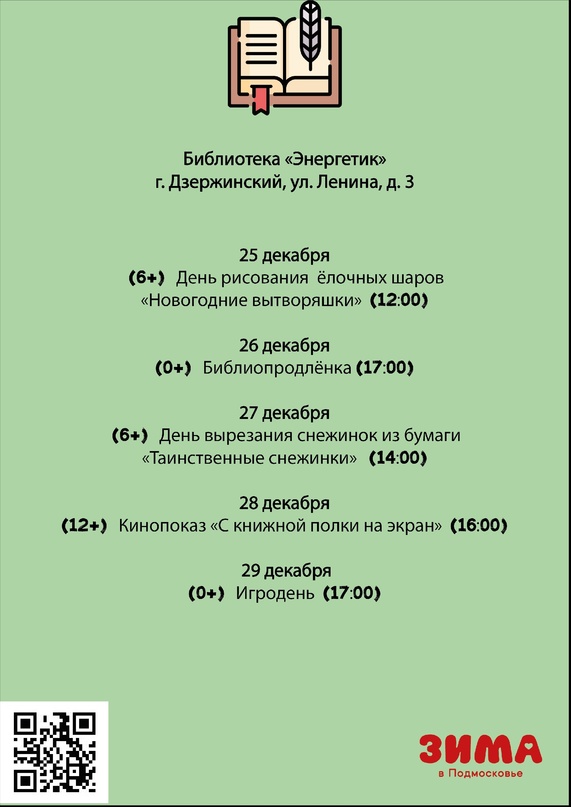 Библиотека «Энергетик»
г. Дзержинский, ул. Ленина, д. 3
25 декабря
(6+) День рисования ёлочных шаров
«Новогодние вытворяшки» (12:00)
26 декабря
(0+) Библиопродлёнка (17:00)
27 декабря
(6+) День вырезания снежинок из бумаги
«Таинственные снежинки» (14:00)
28 декабря
(12+) Кинопоказ «С книжной полки на экран» (16:00)
29 декабря
(0+) Игродень (17:00)
ЗИМА
в Подмосковье